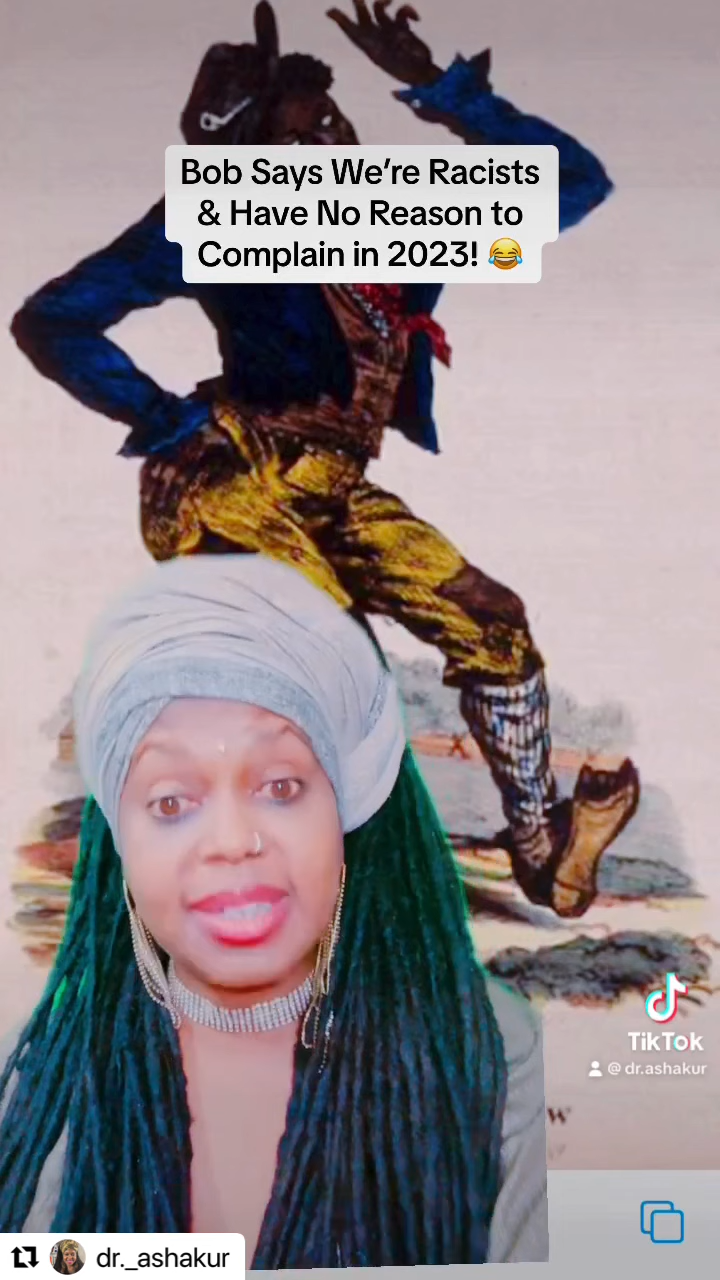 Bob Says We’re Racists
& Have No Reason to
Complain in 2023! 😂
TikTok
@ dr.ashakur
dr._ashakur